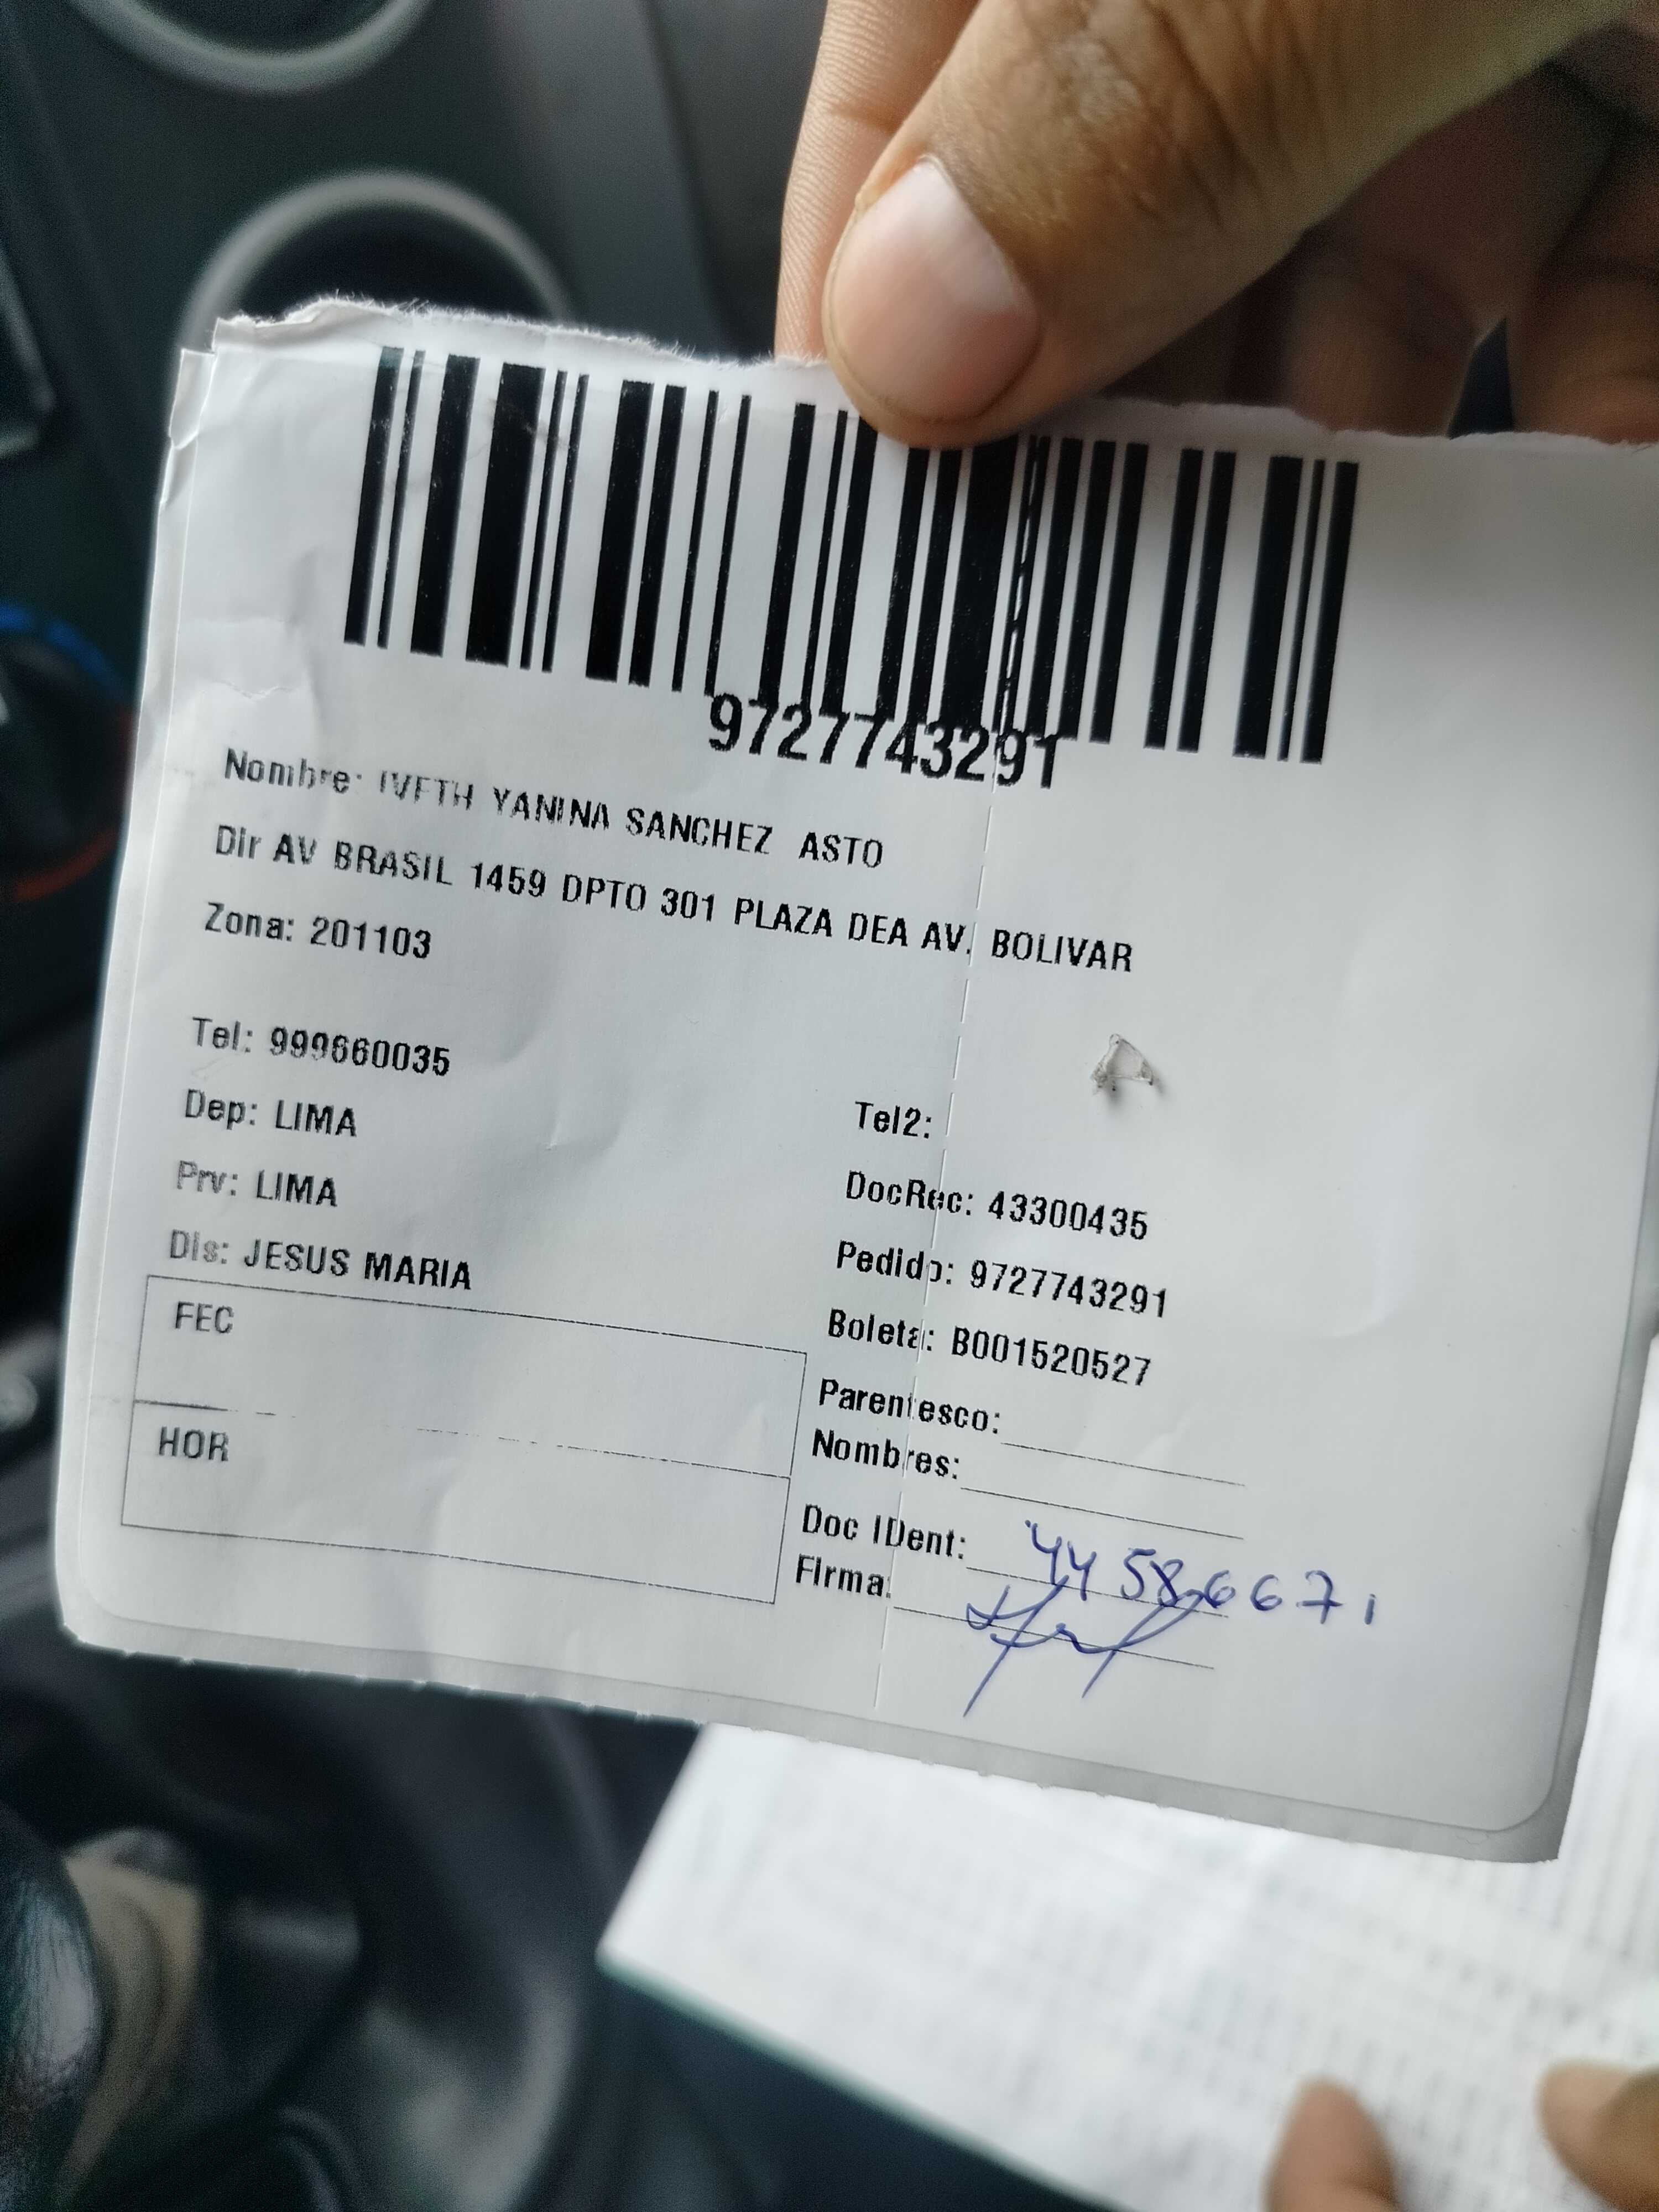 9727743291
Nombre: IVETH YANINA SANCHEZ ASTO
Dir AV BRASIL 1459 DPTO 301 PLAZA DEA AV. BOLIVAR
Zona: 201103
Tel: 999660035
Tel2:
Dep: LIMA
DocRec: 43300435
Prv: LIMA
Pedido: 9727743291
Dis: JESUS MARIA
Boleta: B001520527
FEC
Parentesco:
HOR
Nombres:
Doc IDent: 44586671
Firma: